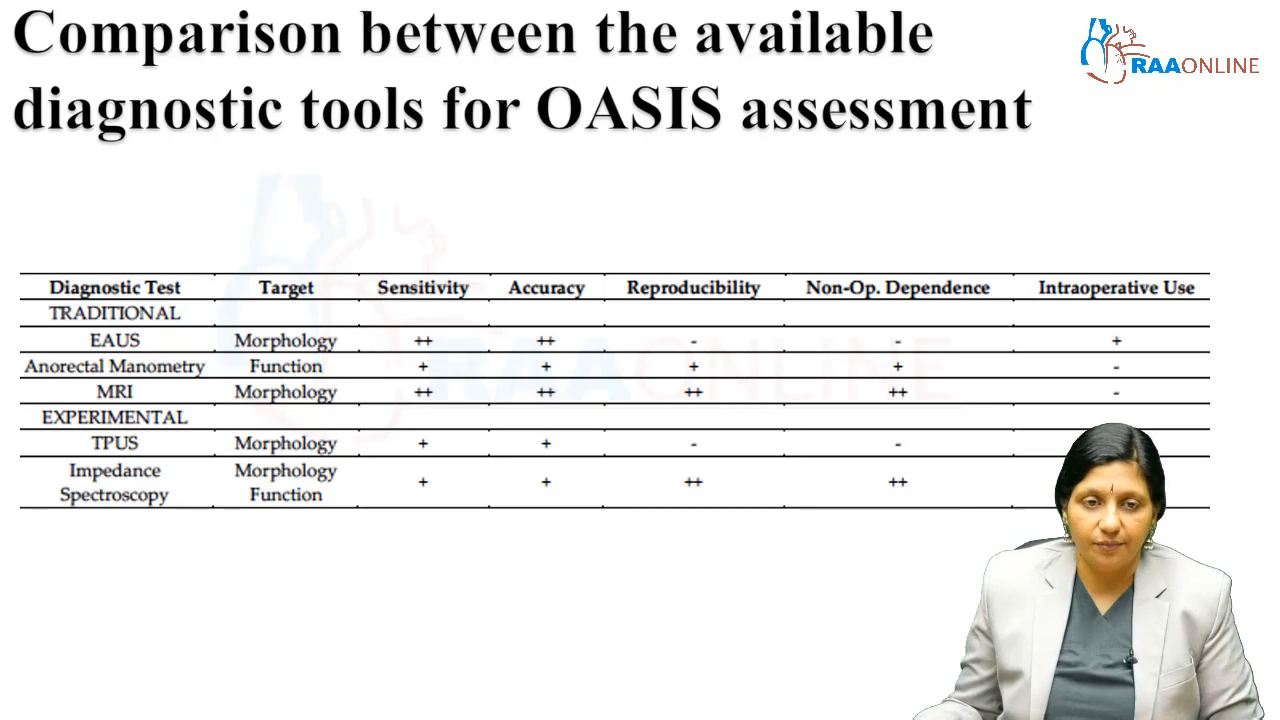 Comparison between the available
diagnostic tools for OASIS assessment
RAAONLINE
Diagnostic Test Target Sensitivity Accuracy Reproducibility Non-Op. Dependence Intraoperative Use
TRADITIONAL
EAUS Morphology ++ ++ - - +
Anorectal Manometry Function + + + + -
MRI Morphology ++ ++ ++ ++ -
EXPERIMENTAL
TPUS Morphology + + - -
Impedance Spectroscopy Morphology Function + + ++ ++
RAAONLINE